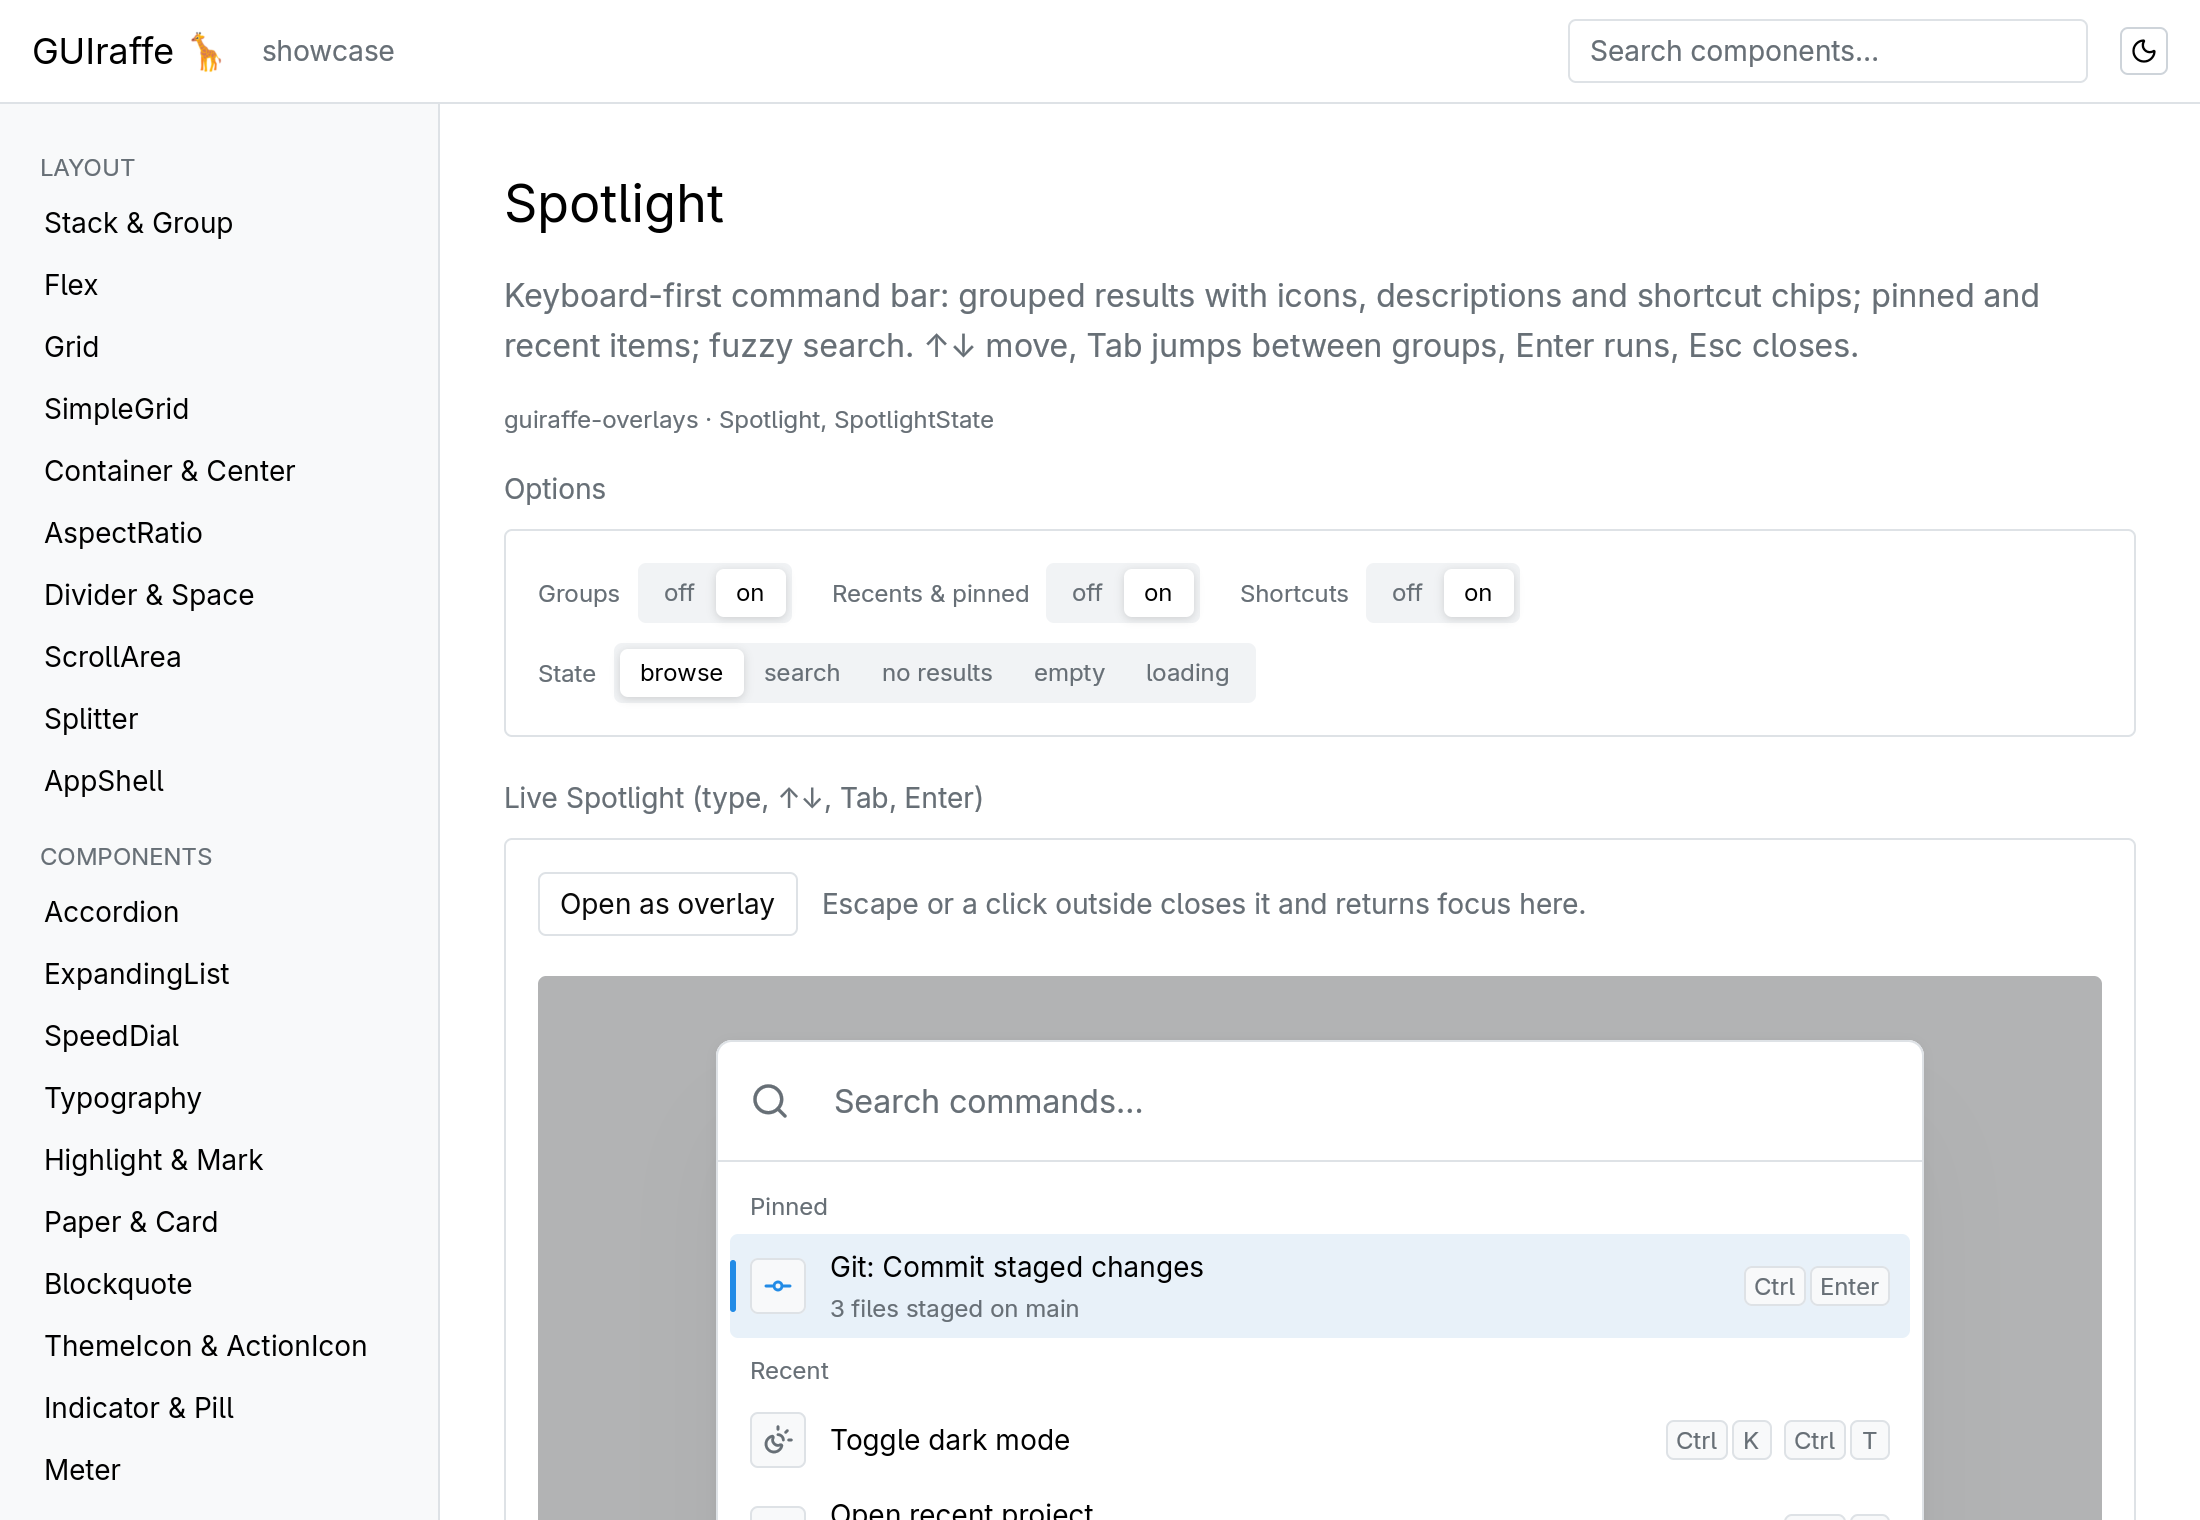 GUIraffe 🦒 showcase
Search components...
LAYOUT
Stack & Group
Flex
Grid
SimpleGrid
Container & Center
AspectRatio
Divider & Space
ScrollArea
Splitter
AppShell
COMPONENTS
Accordion
ExpandingList
SpeedDial
Typography
Highlight & Mark
Paper & Card
Blockquote
ThemeIcon & ActionIcon
Indicator & Pill
Meter
Spotlight
Keyboard-first command bar: grouped results with icons, descriptions and shortcut chips; pinned and
recent items; fuzzy search. ↑↓ move, Tab jumps between groups, Enter runs, Esc closes.
guiraffe-overlays · Spotlight, SpotlightState
Options
Groups off on Recents & pinned off on Shortcuts off on
State browse search no results empty loading
Live Spotlight (type, ↑↓, Tab, Enter)
Open as overlay Escape or a click outside closes it and returns focus here.
Search commands...
Pinned
Git: Commit staged changes
3 files staged on main
Ctrl Enter
Recent
Toggle dark mode Ctrl K Ctrl T
Open recent project